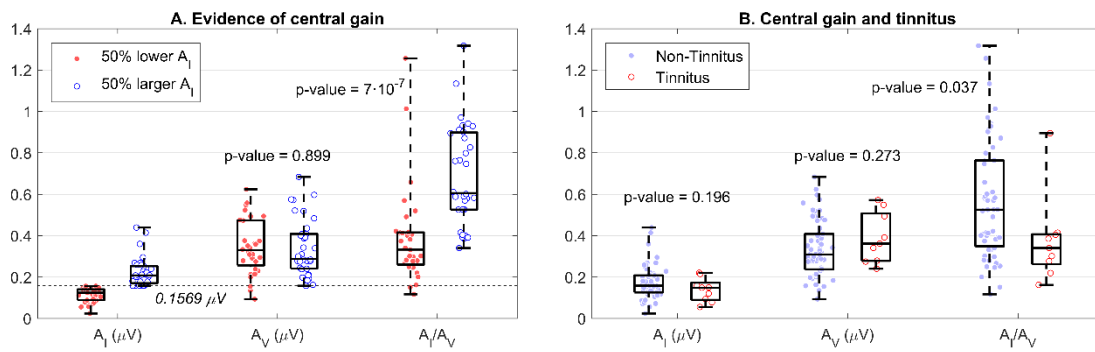 A. Evidence of central gain
1.4
1.2
1
0.8
0.6
0.4
0.2
0
50% lower A_I
50% larger A_I
p-value = 7·10⁻⁷
p-value = 0.899
0.1569 μV
A_I (μV)
A_V (μV)
A_I/A_V
B. Central gain and tinnitus
1.4
1.2
1
0.8
0.6
0.4
0.2
0
Non-Tinnitus
Tinnitus
p-value = 0.037
p-value = 0.273
p-value = 0.196
A_I (μV)
A_V (μV)
A_I/A_V